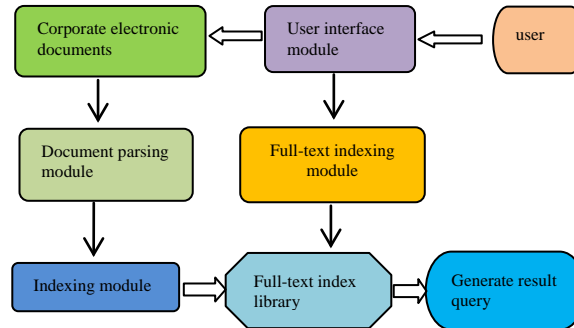 Corporate electronic
documents
User interface
module
user
Document parsing
module
Full-text indexing
module
Indexing module
Full-text index
library
Generate result
query